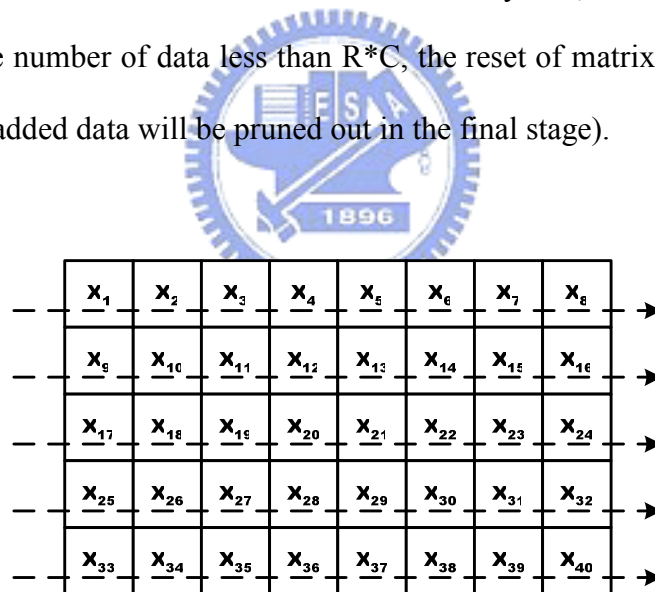 e number of data less than R*C, the reset of matrix
added data will be pruned out in the final stage).
E S A
1896
X₁ X₂ X₃ X₄ X₅ X₆ X₇ X₈
X₉ X₁₀ X₁₁ X₁₂ X₁₃ X₁₄ X₁₅ X₁₆
X₁₇ X₁₈ X₁₉ X₂₀ X₂₁ X₂₂ X₂₃ X₂₄
X₂₅ X₂₆ X₂₇ X₂₈ X₂₉ X₃₀ X₃₁ X₃₂
X₃₃ X₃₄ X₃₅ X₃₆ X₃₇ X₃₈ X₃₉ X₄₀